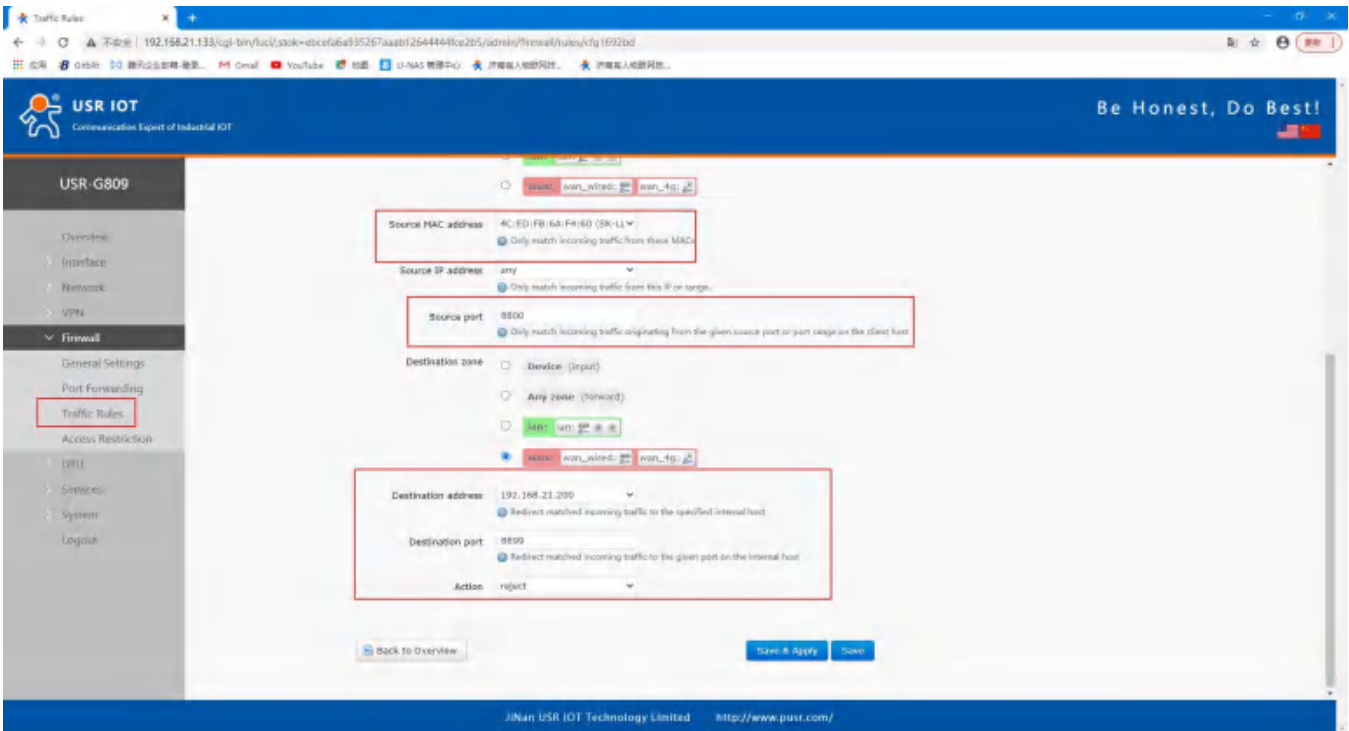 Traffic Rules
192.168.21.133/cgi-bin/luci/;stok=
/admin/firewall/rules/cfg1692bd
Gmail YouTube
USR IOT
Communication Expert of Industrial IOT
Be Honest, Do Best!
USR-G809
Overview
Interface
Network
VPN
Firewall
General Settings
Port Forwarding
Traffic Rules
Access Restriction
Services
System
Logout
wan_wired: wan_4g:
Source MAC address 4C:ED:FB:6A:F4:60
Only match incoming traffic from these MACs
Source IP address any
Only match incoming traffic from this IP or range.
Source port 8800
Only match incoming traffic originating from the given source port or port range on the client host
Destination zone
Device (input)
Any zone (forward)
lan: lan:
wan_wired: wan_4g:
Destination address 192.168.21.200
Redirect matched incoming traffic to the specified internal host
Destination port 8899
Redirect matched incoming traffic to the given port on the internal host
Action reject
Back to Overview
Save & Apply Save
JiNan USR IOT Technology Limited http://www.pusr.com/